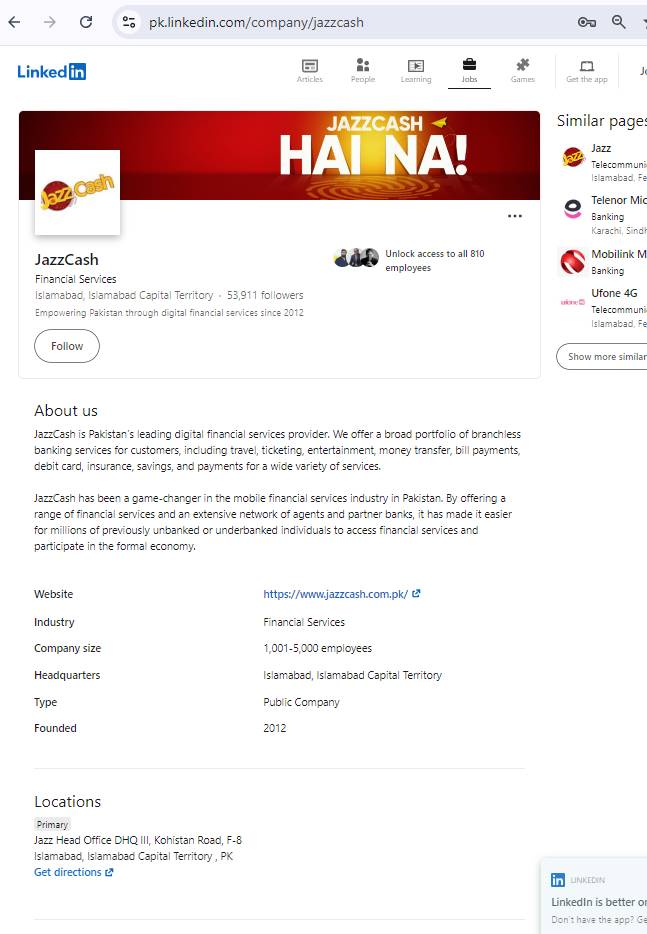 pk.linkedin.com/company/jazzcash
LinkedIn
Articles
People
Learning
Jobs
Games
Get the app
JAZZCASH
HAI NA!
JazzCash
JazzCash
Financial Services
Islamabad, Islamabad Capital Territory · 53,911 followers
Empowering Pakistan through digital financial services since 2012
Unlock access to all 810
employees
Follow
Similar pages
Jazz
Islamabad,
Telenor
Banking
Karachi,
Mobilink
Banking
ufone
Ufone 4G
Islamabad,
Show more similar
About us
JazzCash is Pakistan's leading digital financial services provider. We offer a broad portfolio of branchless
banking services for customers, including travel, ticketing, entertainment, money transfer, bill payments,
debit card, insurance, savings, and payments for a wide variety of services.
JazzCash has been a game-changer in the mobile financial services industry in Pakistan. By offering a
range of financial services and an extensive network of agents and partner banks, it has made it easier
for millions of previously unbanked or underbanked individuals to access financial services and
participate in the formal economy.
Website https://www.jazzcash.com.pk/
Industry Financial Services
Company size 1,001-5,000 employees
Headquarters Islamabad, Islamabad Capital Territory
Type Public Company
Founded 2012
Locations
Primary
Jazz Head Office DHQ III, Kohistan Road, F-8
Islamabad, Islamabad Capital Territory , PK
Get directions
in LINKEDIN
LinkedIn is better
Don't have the app?